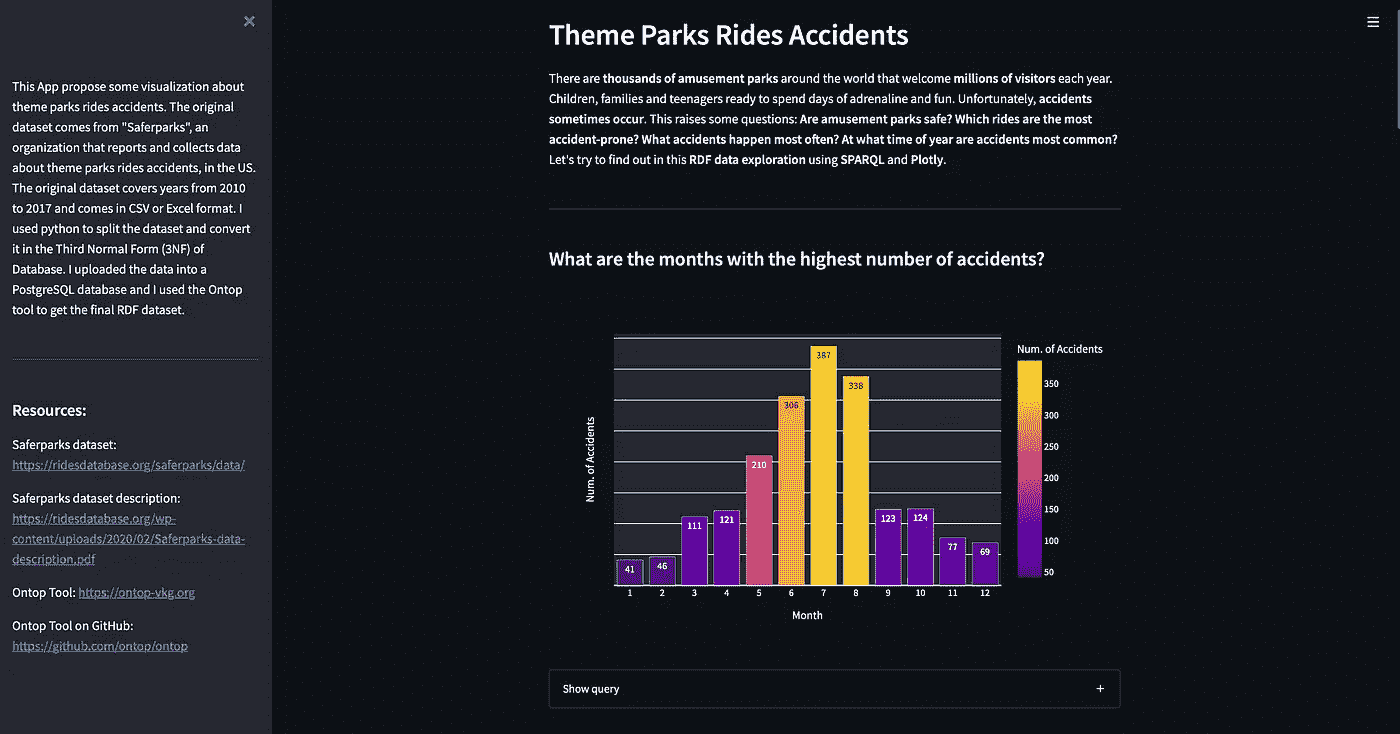 This App propose some visualization about
theme parks rides accidents. The original
dataset comes from "Saferparks", an
organization that reports and collects data
about theme parks rides accidents, in the US.
The original dataset covers years from 2010
to 2017 and comes in CSV or Excel format. I
used python to split the dataset and convert
it in the Third Normal Form (3NF) of
Database. I uploaded the data into a
PostgreSQL database and I used the Ontop
tool to get the final RDF dataset.
Resources:
Saferparks dataset:
https://ridesdatabase.org/saferparks/data/
Saferparks dataset description:
https://ridesdatabase.org/wp-
content/uploads/2020/02/Saferparks-data-
description.pdf
Ontop Tool: https://ontop-vkg.org
Ontop Tool on GitHub:
https://github.com/ontop/ontop
Theme Parks Rides Accidents
There are thousands of amusement parks around the world that welcome millions of visitors each year.
Children, families and teenagers ready to spend days of adrenaline and fun. Unfortunately, accidents
sometimes occur. This raises some questions: Are amusement parks safe? Which rides are the most
accident-prone? What accidents happen most often? At what time of year are accidents most common?
Let's try to find out in this RDF data exploration using SPARQL and Plotly.
What are the months with the highest number of accidents?
Num. of Accidents
41 46 111 121 210 306 387 338 123 124 77 69
1 2 3 4 5 6 7 8 9 10 11 12
Month
Num. of Accidents
350
300
250
200
150
100
50
Show query